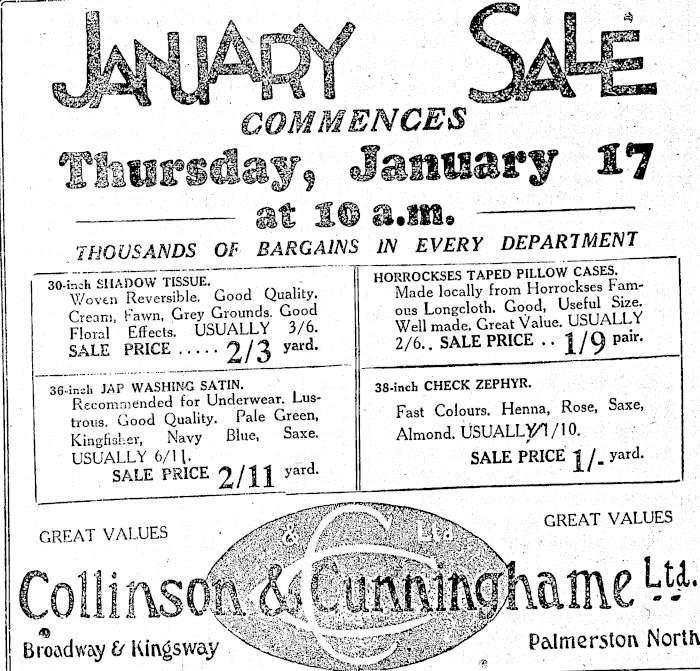 JANUARY SALE
COMMENCES
Thursday, January 17
at 10 a.m.
THOUSANDS OF BARGAINS IN EVERY DEPARTMENT
30-inch SHADOW TISSUE.
Woven Reversible. Good Quality.
Cream, Fawn, Grey Grounds. Good
Floral Effects. USUALLY 3/6.
SALE PRICE ..... 2/3 yard.
HORROCKSES TAPED PILLOW CASES.
Made locally from Horrockses Fam-
ous Longcloth. Good, Useful Size.
Well made. Great Value. USUALLY
2/6.. SALE PRICE .. 1/9 pair.
36-inch JAP WASHING SATIN.
Recommended for Underwear. Lus-
trous. Good Quality. Pale Green,
Kingfisher, Navy Blue, Saxe.
USUALLY 6/11.
SALE PRICE 2/11 yard.
38-inch CHECK ZEPHYR.
Fast Colours. Henna, Rose, Saxe,
Almond. USUALLY 1/10.
SALE PRICE 1/- yard.
GREAT VALUES
GREAT VALUES
C & C Ltd.
Collinson & Cunninghame Ltd.
Broadway & Kingsway
Palmerston North